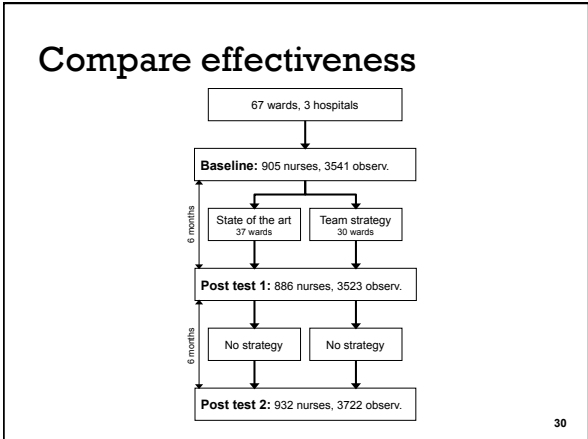 Compare effectiveness
67 wards, 3 hospitals
Baseline: 905 nurses, 3541 observ.
6 months
State of the art
37 wards
Team strategy
30 wards
Post test 1: 886 nurses, 3523 observ.
6 months
No strategy
No strategy
Post test 2: 932 nurses, 3722 observ.
30